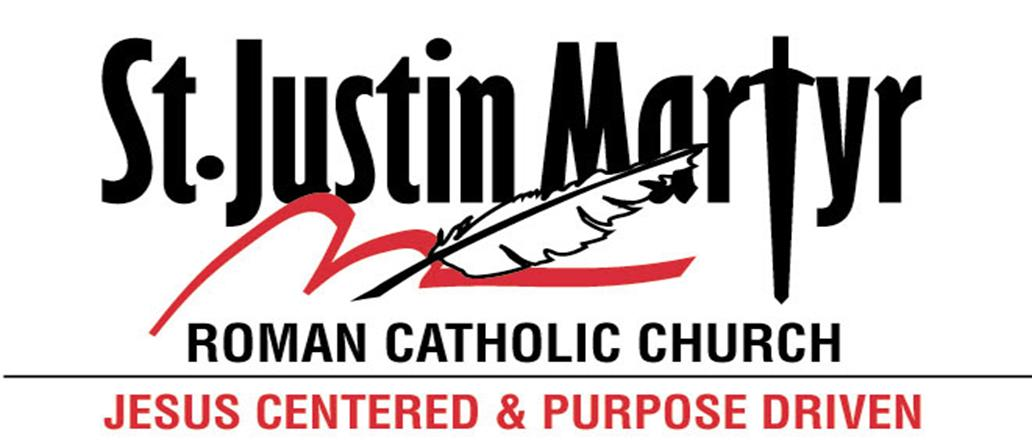 St. Justin Martyr
ROMAN CATHOLIC CHURCH
JESUS CENTERED & PURPOSE DRIVEN